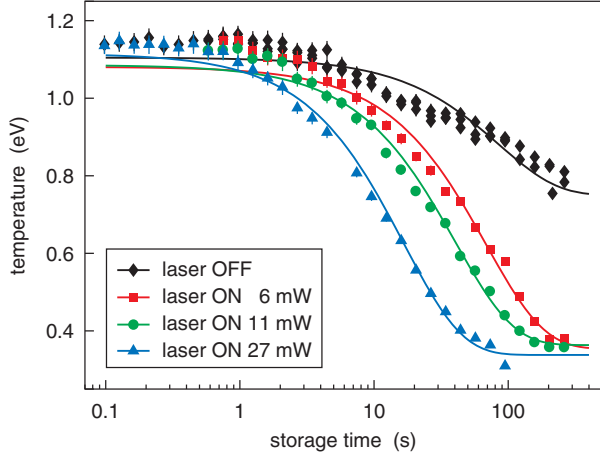 1.2
1.0
0.8
0.6
0.4
temperature (eV)
laser OFF
laser ON 6 mW
laser ON 11 mW
laser ON 27 mW
0.1 1 10 100
storage time (s)